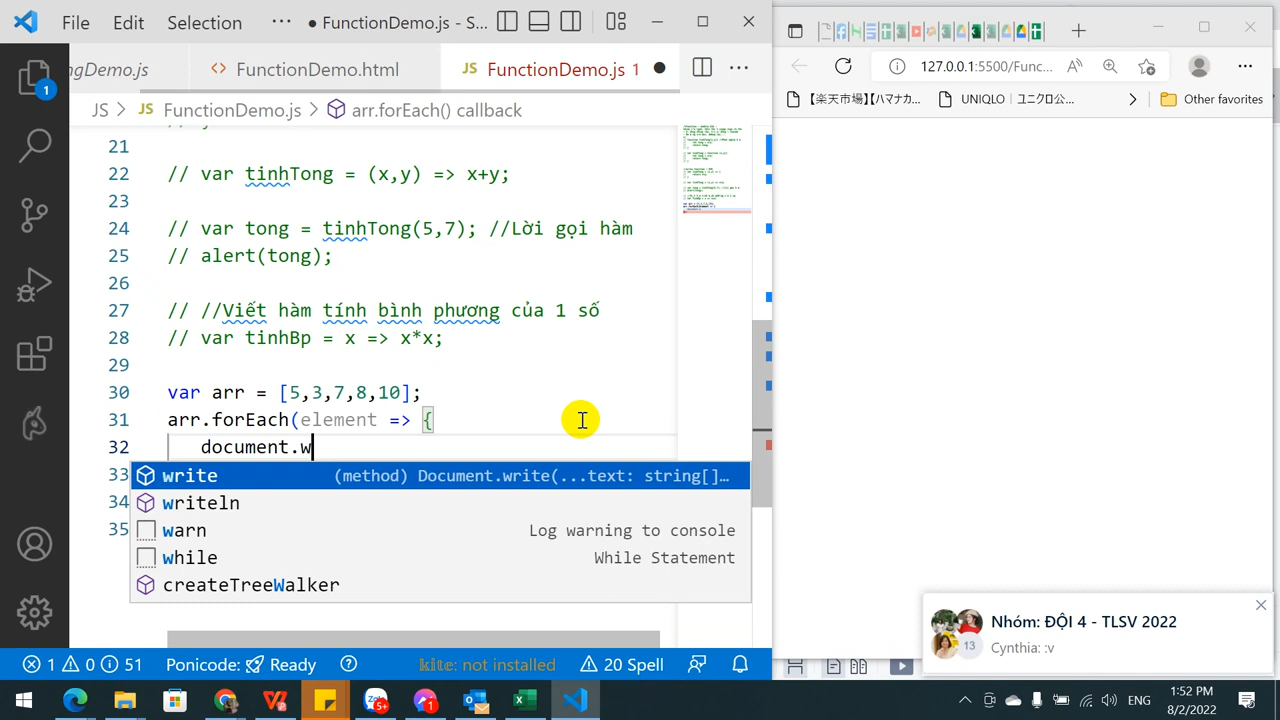 File Edit Selection ··· ● FunctionDemo.js - S...
ngDemo.js
<> FunctionDemo.html
JS FunctionDemo.js 1 ●
JS > JS FunctionDemo.js > arr.forEach() callback
21
22 // var tinhTong = (x,y) => x+y;
23
24 // var tong = tinhTong(5,7); //Lời gọi hàm
25 // alert(tong);
26
27 // //Viết hàm tính bình phương của 1 số
28 // var tinhBp = x => x*x;
29
30 var arr = [5,3,7,8,10];
31 arr.forEach(element => {
32 document.w
33
34
35
write (method) Document.write(...text: string[]…
writeln
warn Log warning to console
while While Statement
createTreeWalker
1
1 0 51 Ponicode: Ready kite: not installed 20 Spell
127.0.0.1:5500/Func...
【楽天市場】【ハマナカ...
UNIQLO | ユニクロ公...
Other favorites
Nhóm: ĐỘI 4 - TLSV 2022
Cynthia: :v
13
5+
1
ENG
1:52 PM
8/2/2022